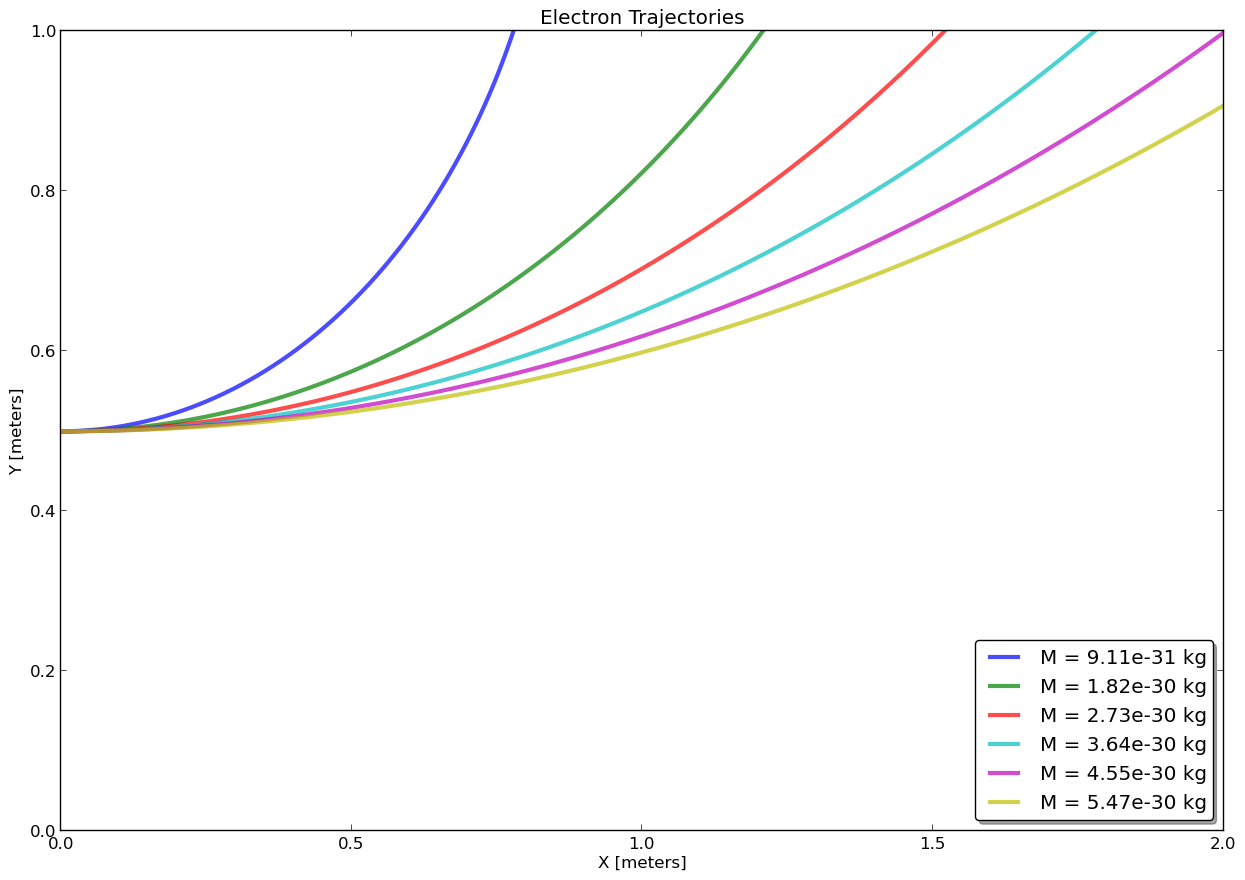 Electron Trajectories
1.0
0.8
0.6
0.4
0.2
0.0
Y [meters]
0.0 0.5 1.0 1.5 2.0
X [meters]
M = 9.11e-31 kg
M = 1.82e-30 kg
M = 2.73e-30 kg
M = 3.64e-30 kg
M = 4.55e-30 kg
M = 5.47e-30 kg